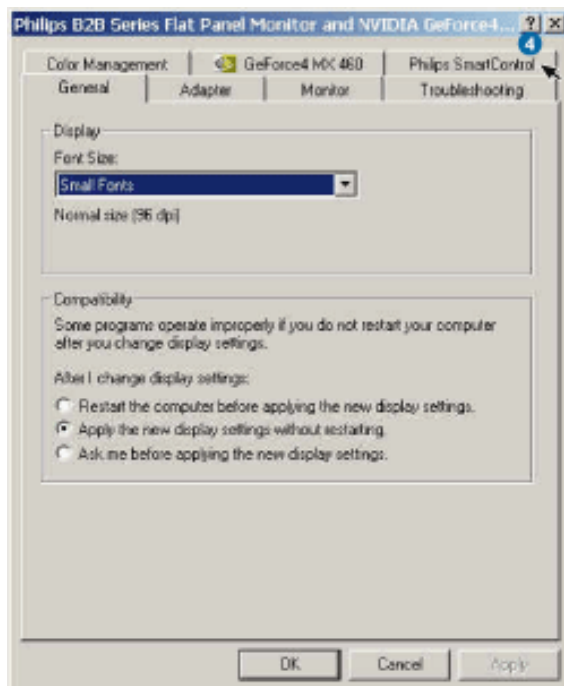 Philips B2B Series Flat Panel Monitor and NVIDIA GeForce4... ? ×
4
Color Management GeForce4 MX 460 Philips SmartControl
General Adapter Monitor Troubleshooting
Display
Font Size:
Small Fonts
Normal size (96 dpi)
Compatibility
Some programs operate improperly if you do not restart your computer
after you change display settings.
After I change display settings:
Restart the computer before applying the new display settings.
Apply the new display settings without restarting.
Ask me before applying the new display settings.
OK Cancel Apply